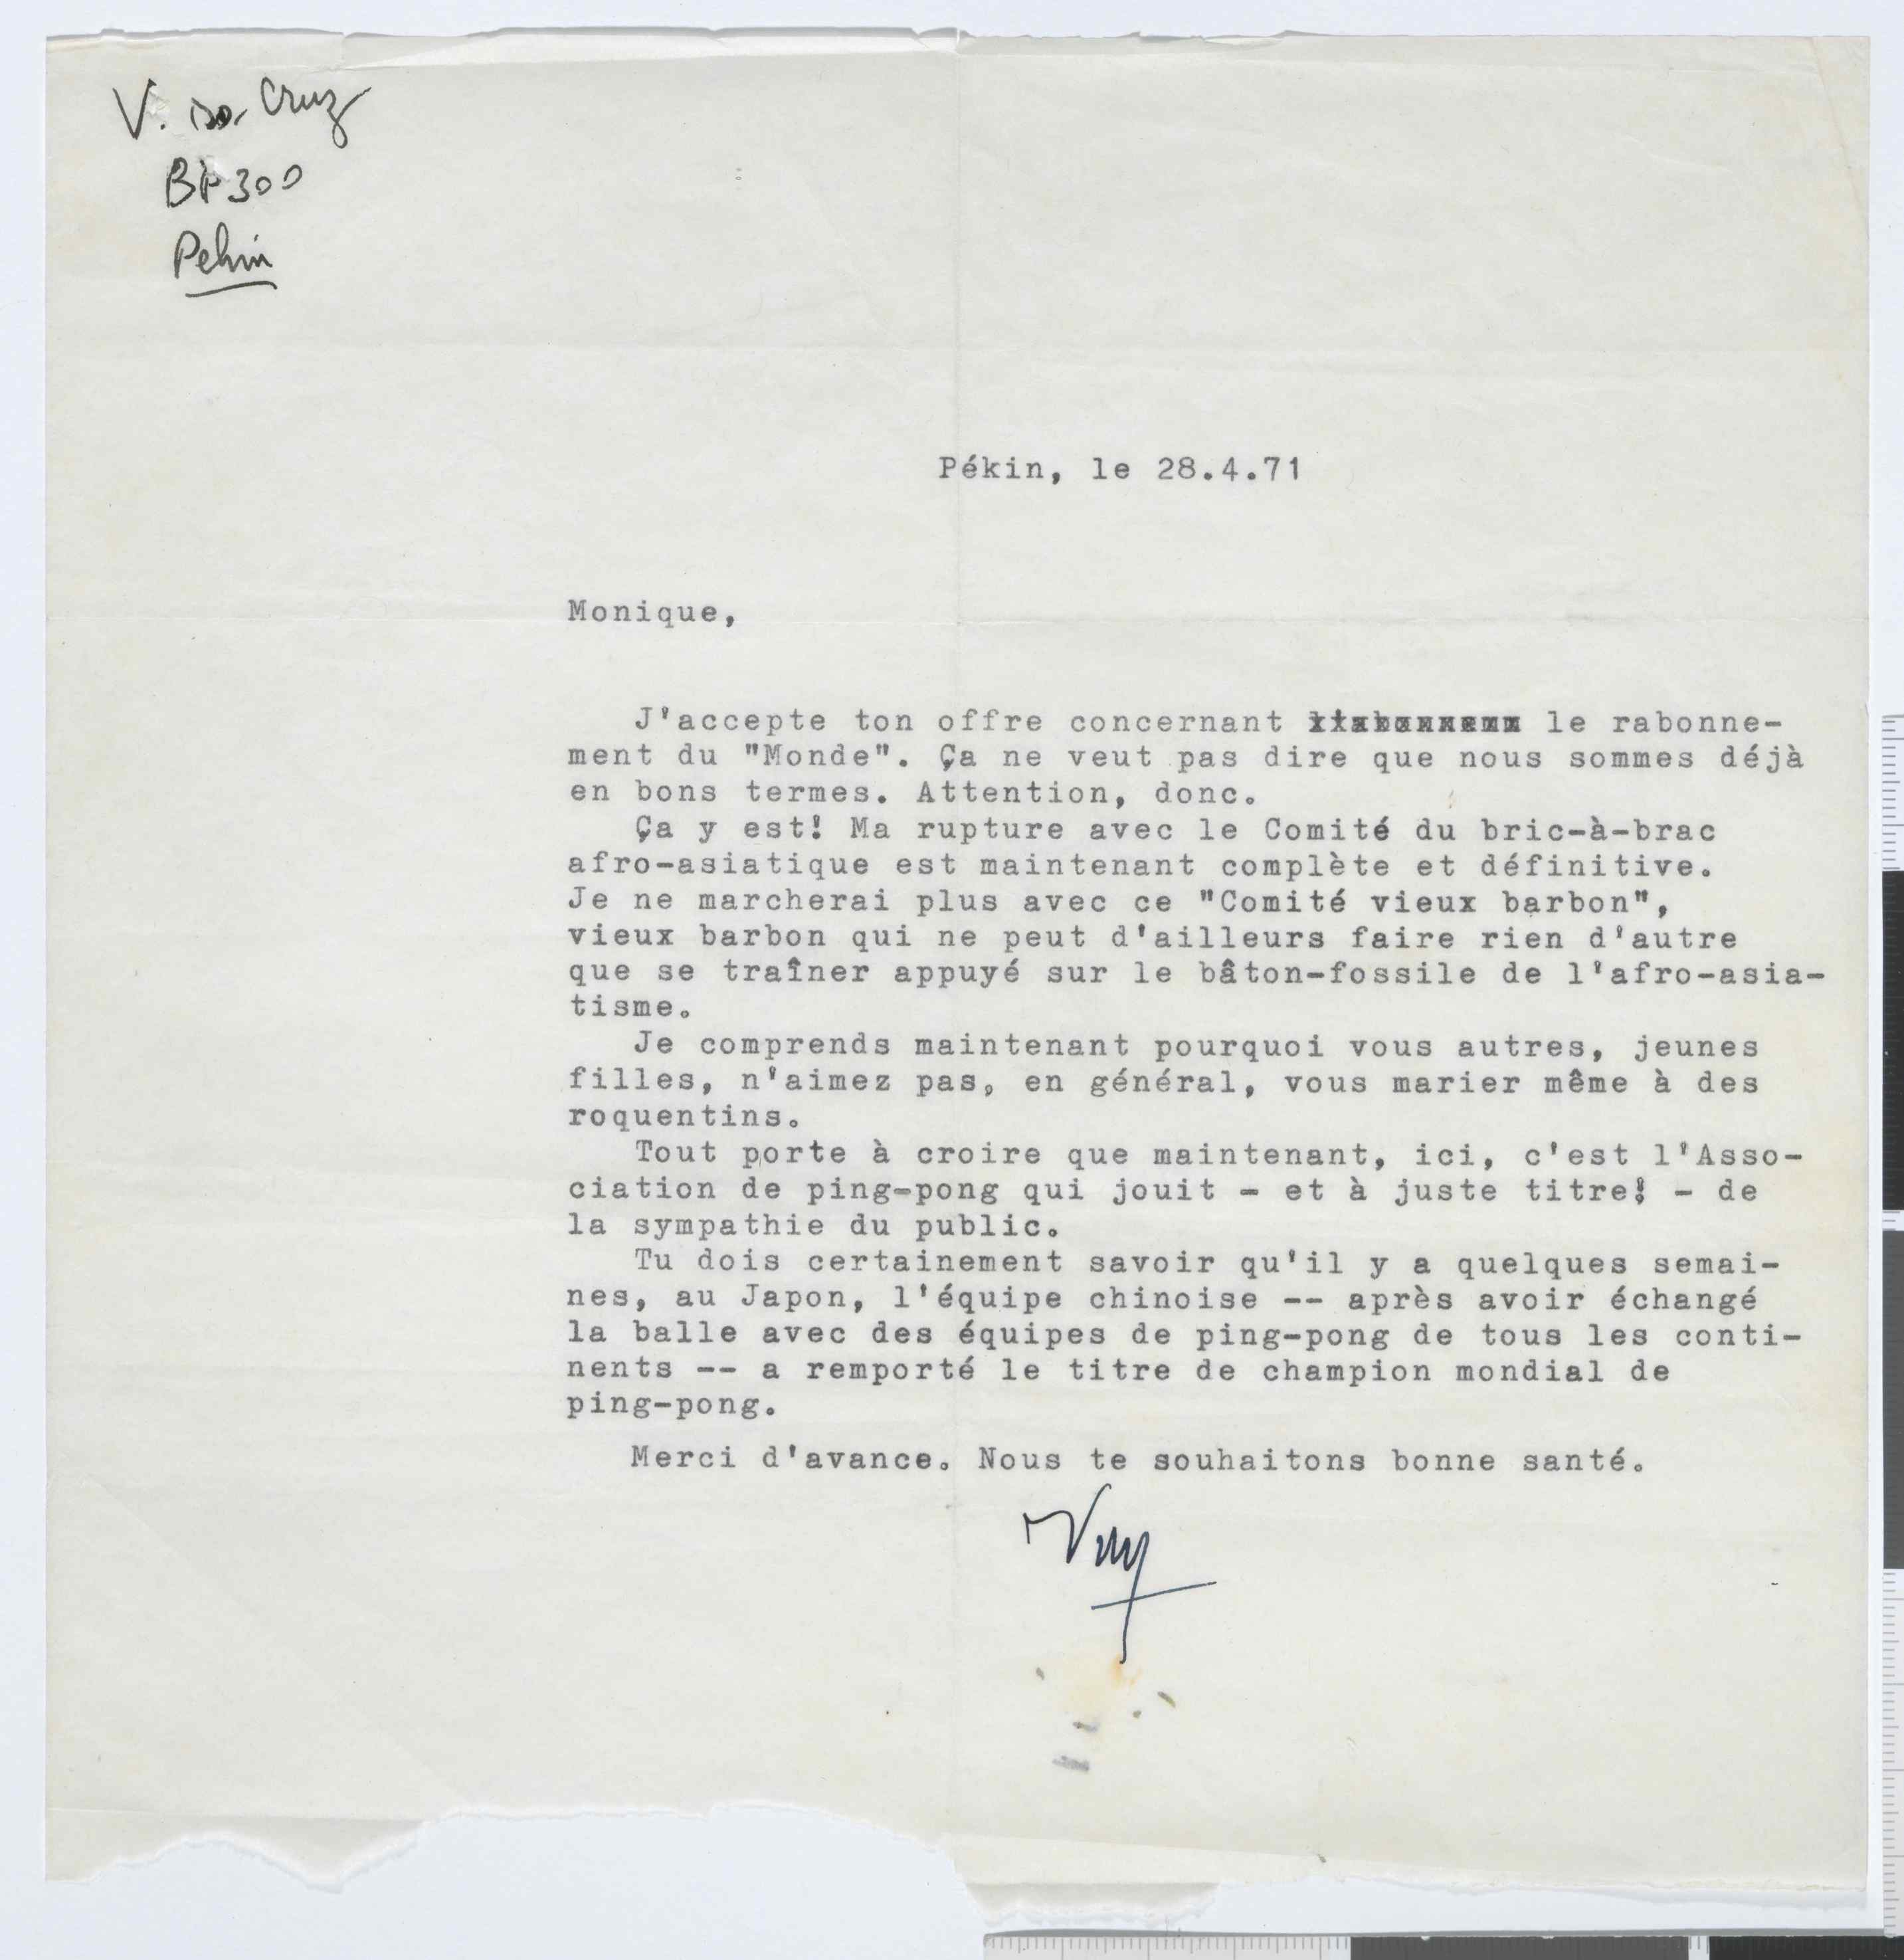 V. da Cruz
BP 300
Pekin
Pékin, le 28.4.71
Monique,
J'accepte ton offre concernant le rabonne-
ment du "Monde". Ça ne veut pas dire que nous sommes déjà
en bons termes. Attention, donc.
Ça y est! Ma rupture avec le Comité du bric-à-brac
afro-asiatique est maintenant complète et définitive.
Je ne marcherai plus avec ce "Comité vieux barbon",
vieux barbon qui ne peut d'ailleurs faire rien d'autre
que se traîner appuyé sur le bâton-fossile de l'afro-asia-
tisme.
Je comprends maintenant pourquoi vous autres, jeunes
filles, n'aimez pas, en général, vous marier même à des
roquentins.
Tout porte à croire que maintenant, ici, c'est l'Asso-
ciation de ping-pong qui jouit - et à juste titre! - de
la sympathie du public.
Tu dois certainement savoir qu'il y a quelques semai-
nes, au Japon, l'équipe chinoise -- après avoir échangé
la balle avec des équipes de ping-pong de tous les conti-
nents -- a remporté le titre de champion mondial de
ping-pong.
Merci d'avance. Nous te souhaitons bonne santé.